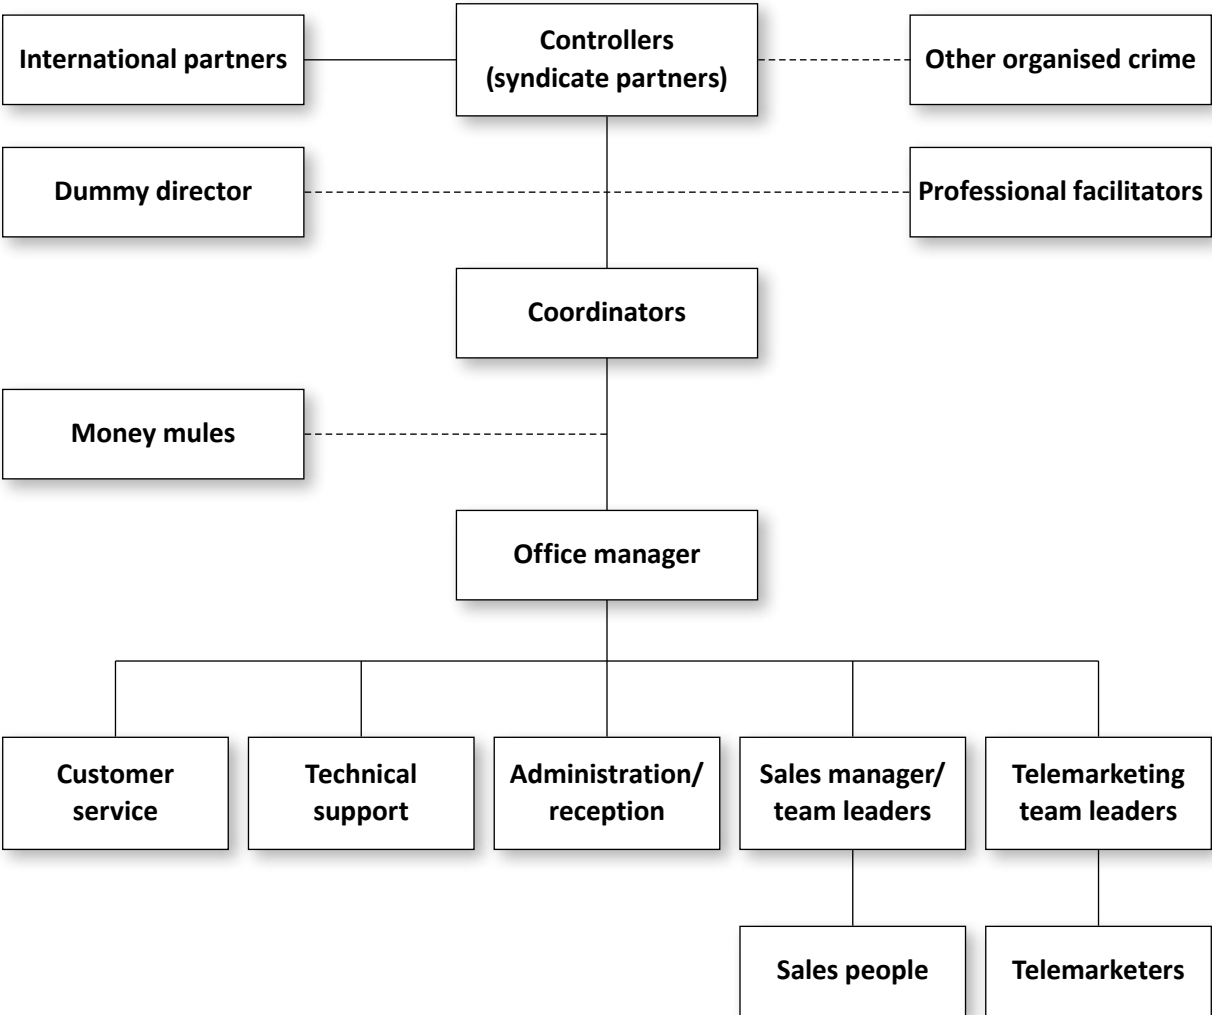 International partners
Controllers
(syndicate partners)
Other organised crime
Dummy director
Professional facilitators
Coordinators
Money mules
Office manager
Customer
service
Technical
support
Administration/
reception
Sales manager/
team leaders
Telemarketing
team leaders
Sales people
Telemarketers